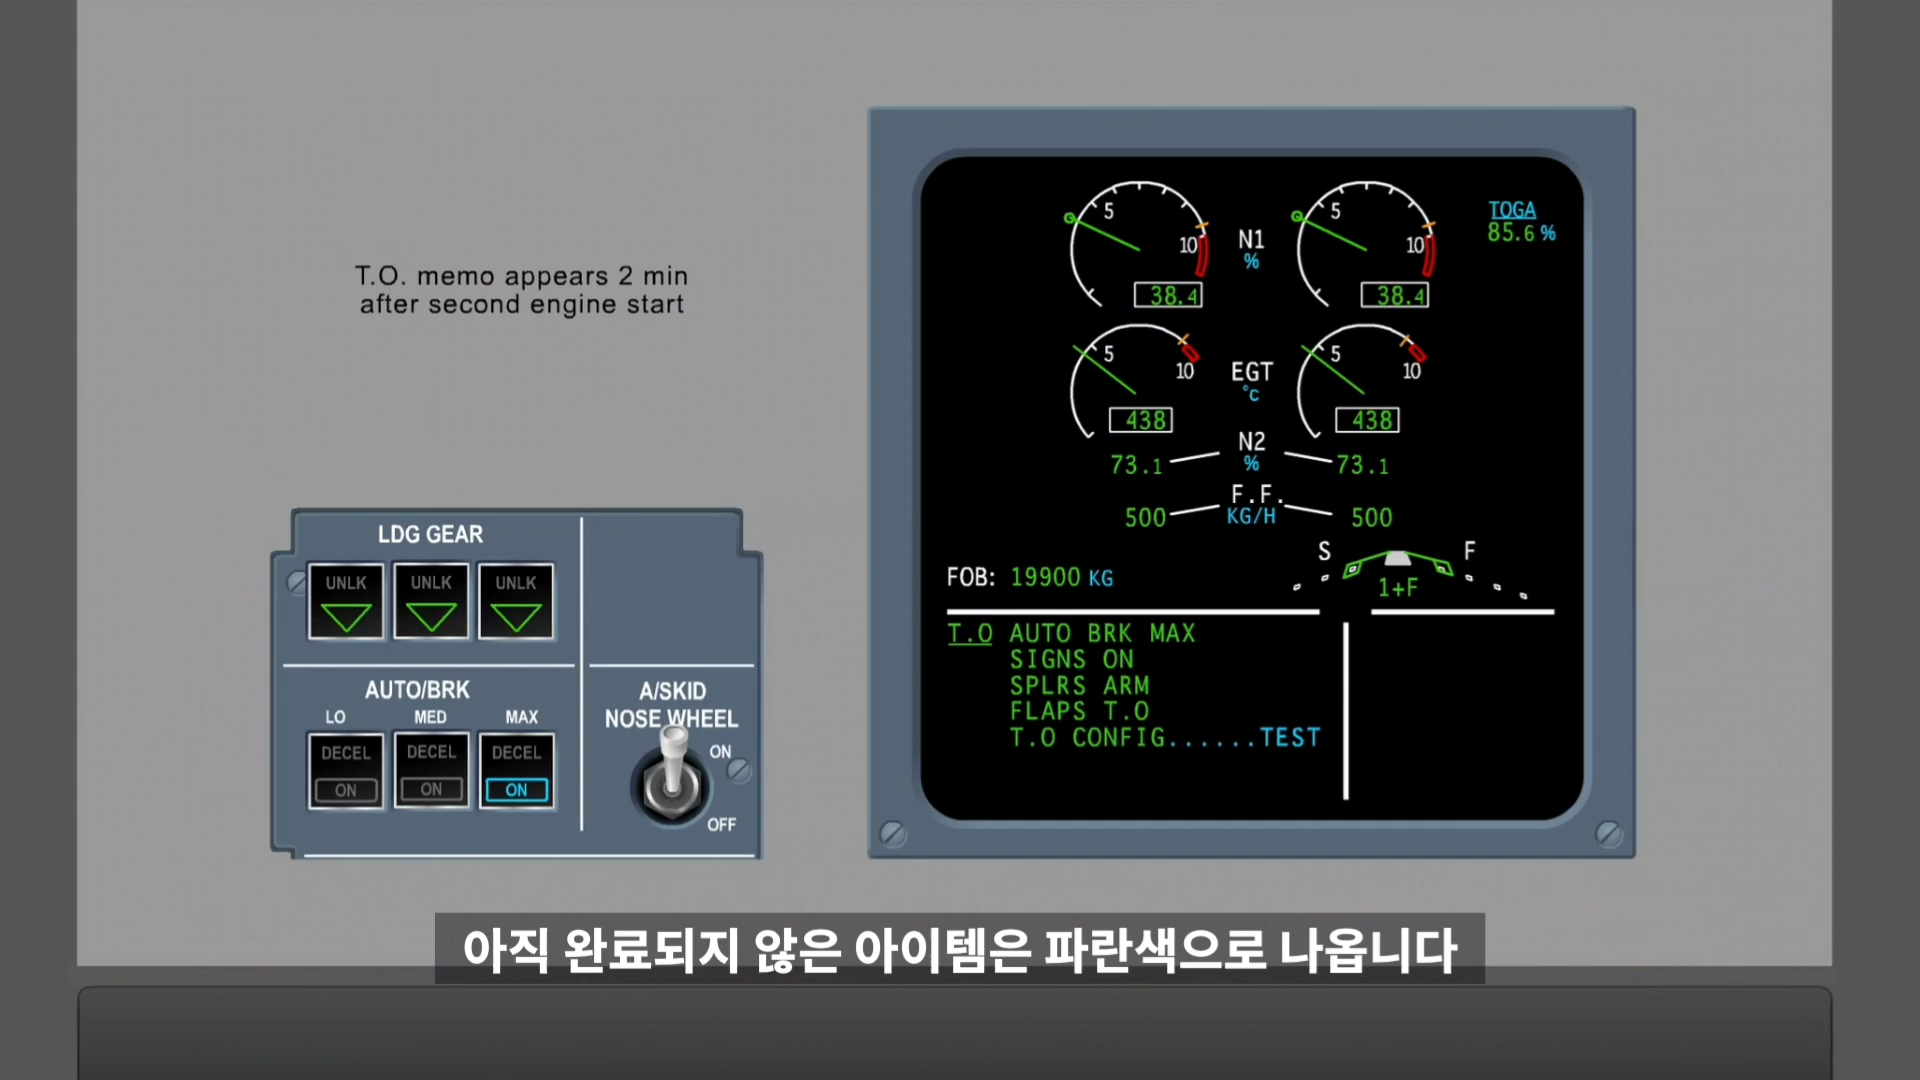 T.O. memo appears 2 min
after second engine start
LDG GEAR
UNLK UNLK UNLK
AUTO/BRK
LO MED MAX
DECEL DECEL DECEL
ON ON ON
A/SKID
NOSE WHEEL
ON
OFF
5 10 N1 % 5 10
38.4 38.4
TOGA
85.6 %
5 10 EGT °C 5 10
438 438
73.1 N2 % 73.1
500 F.F. KG/H 500
FOB: 19900 KG
S F
1+F
T.O AUTO BRK MAX
SIGNS ON
SPLRS ARM
FLAPS T.O
T.O CONFIG......TEST
아직 완료되지 않은 아이템은 파란색으로 나옵니다